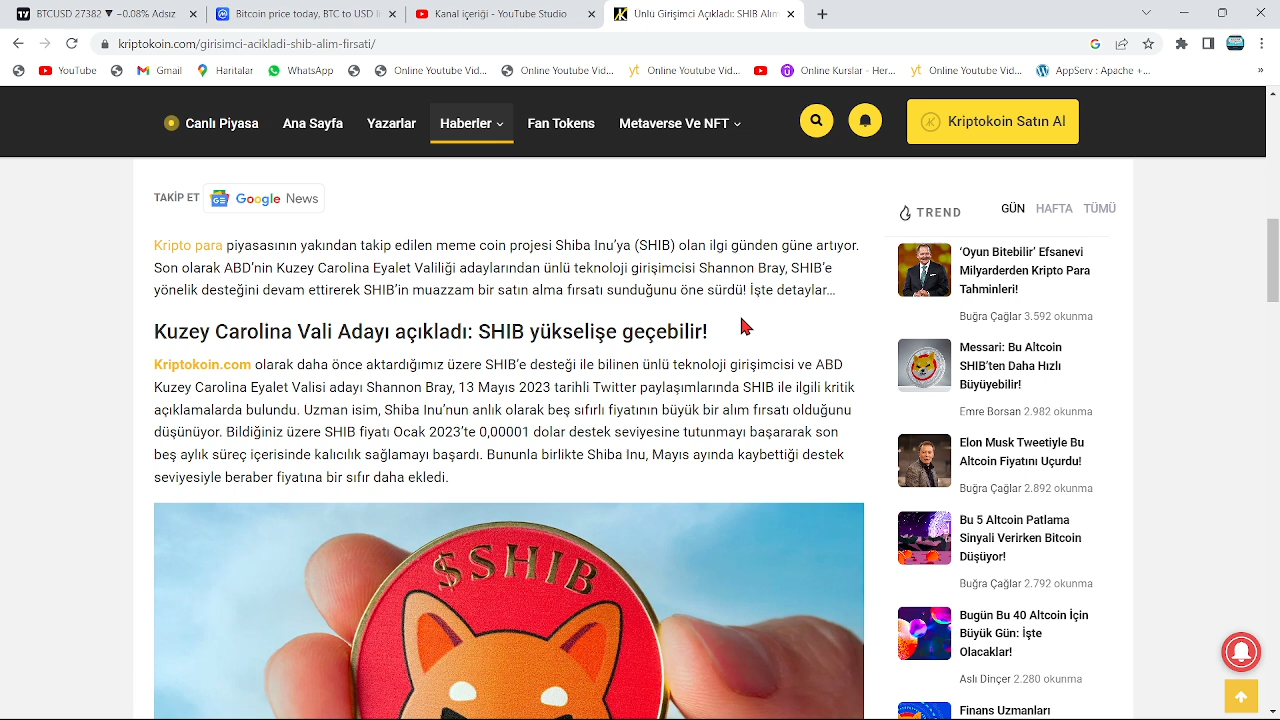 BTCUSD 27382 ▼ −0.08% Adsız
Bitcoin price today, BTC to USD l
Kanal İçeriği - YouTube Studio
Ünlü Girişimci Açıkladı: SHIB Alım
kriptokoin.com/girisimci-acikladi-shib-alim-firsati/
YouTube
Gmail
Haritalar
WhatsApp
Online Youtube Vid...
Online Youtube Vid...
Online Youtube Vid...
Online Kurslar - Her...
Online Youtube Vid...
AppServ : Apache +...
»
Canlı Piyasa
Ana Sayfa
Yazarlar
Haberler
Fan Tokens
Metaverse Ve NFT
Kriptokoin Satın Al
TAKİP ET
Google News
Kripto para piyasasının yakından takip edilen meme coin projesi Shiba Inu’ya (SHIB) olan ilgi günden güne artıyor.
Son olarak ABD’nin Kuzey Carolina Eyalet Valiliği adaylarından ünlü teknoloji girişimcisi Shannon Bray, SHIB’e
yönelik desteğini devam ettirerek SHIB’in muazzam bir satın alma fırsatı sunduğunu öne sürdü! İşte detaylar…
Kuzey Carolina Vali Adayı açıkladı: SHIB yükselişe geçebilir!
Kriptokoin.com olarak daha önce aktardığımız üzere SHIB’e desteği ile bilinen ünlü teknoloji girişimcisi ve ABD
Kuzey Carolina Eyalet Valisi adayı Shannon Bray, 13 Mayıs 2023 tarihli Twitter paylaşımlarında SHIB ile ilgili kritik
açıklamalarda bulundu. Uzman isim, Shiba Inu’nun anlık olarak beş sıfırlı fiyatının büyük bir alım fırsatı olduğunu
düşünüyor. Bildiğiniz üzere SHIB fiyatı Ocak 2023’te 0,00001 dolar destek seviyesine tutunmayı başararak son
beş aylık süreç içerisinde kalıcılık sağlamayı başardı. Bununla birlikte Shiba Inu, Mayıs ayında kaybettiği destek
seviyesiyle beraber fiyatına bir sıfır daha ekledi.
$SHIB
TREND
GÜN
HAFTA
TÜMÜ
‘Oyun Bitebilir’ Efsanevi
Milyarderden Kripto Para
Tahminleri!
Buğra Çağlar 3.592 okunma
Messari: Bu Altcoin
SHIB’ten Daha Hızlı
Büyüyebilir!
Emre Borsan 2.982 okunma
Elon Musk Tweetiyle Bu
Altcoin Fiyatını Uçurdu!
Buğra Çağlar 2.892 okunma
Bu 5 Altcoin Patlama
Sinyali Verirken Bitcoin
Düşüyor!
Buğra Çağlar 2.792 okunma
Bugün Bu 40 Altcoin İçin
Büyük Gün: İşte
Olacaklar!
Aslı Dinçer 2.280 okunma
Finans Uzmanları